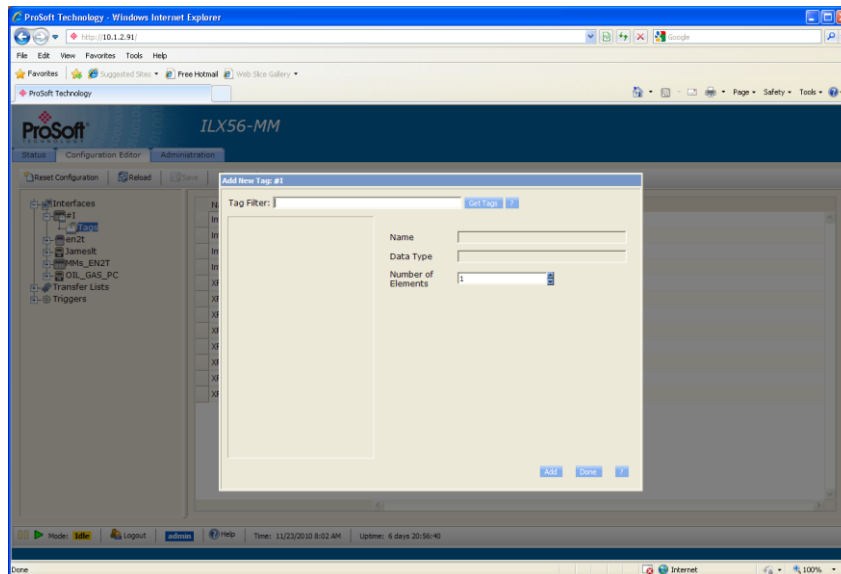 ProSoft Technology - Windows Internet Explorer
http://10.1.2.91/
Google
File Edit View Favorites Tools Help
Favorites Suggested Sites Free Hotmail Web Slice Gallery
ProSoft Technology
Page Safety Tools
ProSoft
TECHNOLOGY
ILX56-MM
Status Configuration Editor Administration
Reset Configuration Reload Save
Add New Tag: #1
Tag Filter: Get Tags ?
Interfaces
#1
Tags
en2t
Jameslt
MMs_EN2T
OIL_GAS_PC
Transfer Lists
Triggers
Name
Data Type
Number of
Elements
1
Add Done ?
Mode: Idle Logout admin Help Time: 11/23/2010 8:02 AM Uptime: 6 days 20:56:40
Done Internet 100%